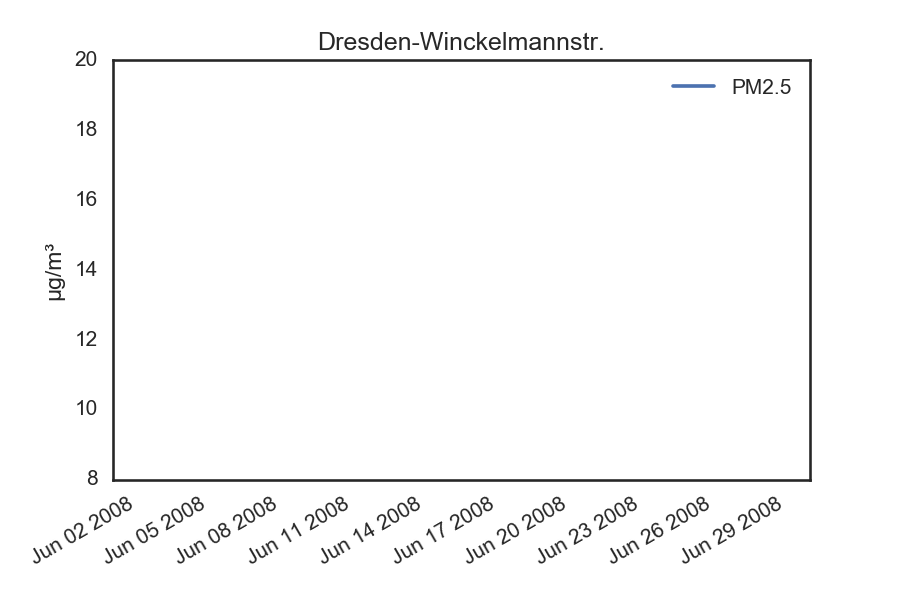 Dresden-Winckelmannstr.
PM2.5
µg/m³
20
18
16
14
12
10
8
Jun 02 2008
Jun 05 2008
Jun 08 2008
Jun 11 2008
Jun 14 2008
Jun 17 2008
Jun 20 2008
Jun 23 2008
Jun 26 2008
Jun 29 2008